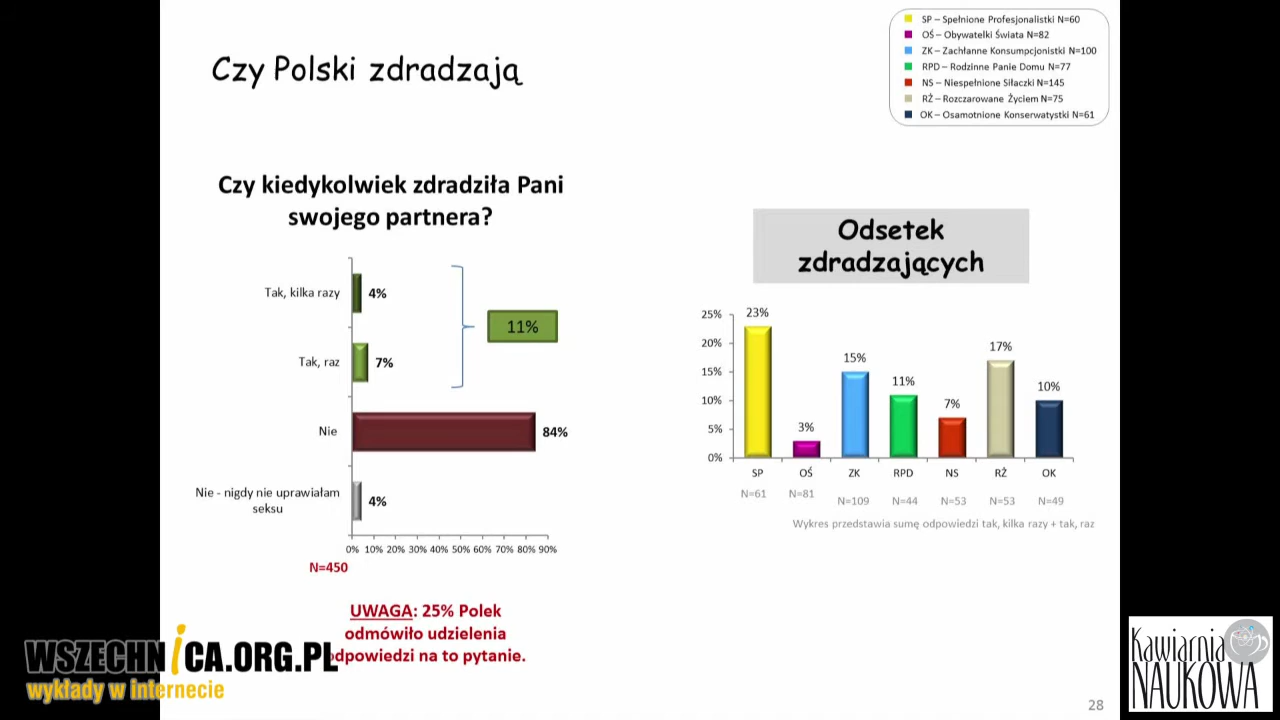 SP – Spełnione Profesjonalistki N=60
OŚ – Obywatelki Świata N=82
ZK – Zachłanne Konsumpcjonistki N=100
RPD – Rodzinne Panie Domu N=77
NS – Niespełnione Siłaczki N=145
RŻ – Rozczarowane Życiem N=75
OK – Osamotnione Konserwatystki N=61
Czy Polski zdradzają
Czy kiedykolwiek zdradziła Pani
swojego partnera?
Tak, kilka razy
4%
Tak, raz
7%
11%
Nie
84%
Nie - nigdy nie uprawiałam
seksu
4%
0% 10% 20% 30% 40% 50% 60% 70% 80% 90%
N=450
UWAGA: 25% Polek
odmówiło udzielenia
odpowiedzi na to pytanie.
Odsetek
zdradzających
25%
20%
15%
10%
5%
0%
23%
3%
15%
11%
7%
17%
10%
SP OŚ ZK RPD NS RŻ OK
N=61 N=81 N=109 N=44 N=53 N=53 N=49
Wykres przedstawia sumę odpowiedzi tak, kilka razy + tak, raz
WSZECHNICA.ORG.PL
wykłady w internecie
28
Kawiarnia
NAUKOWA